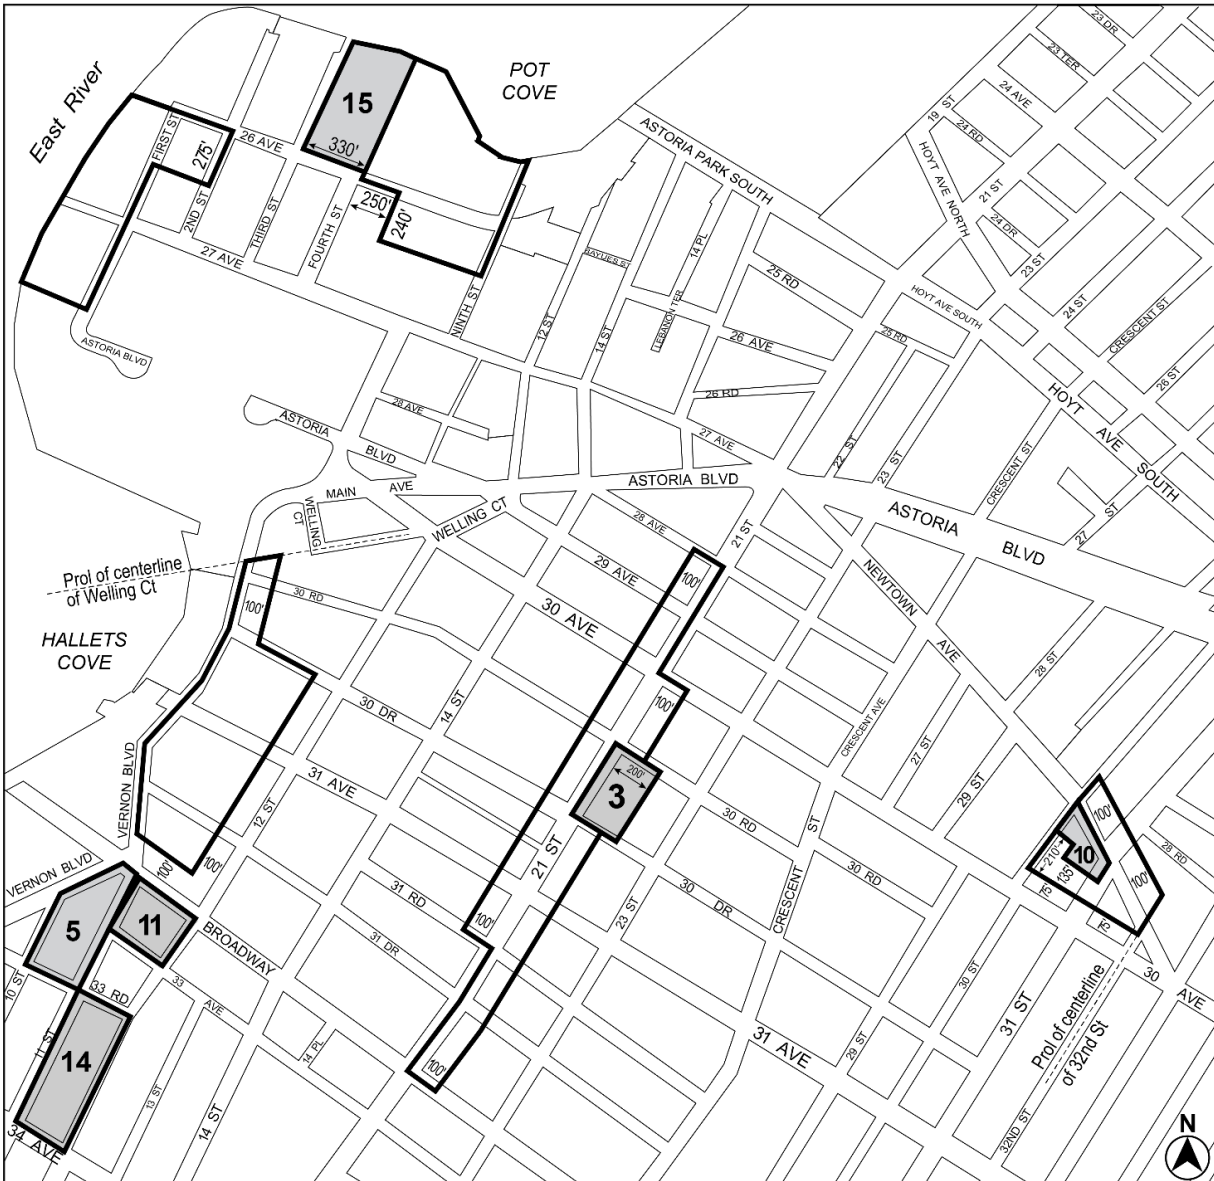 23 DR
23 TER
24 AVE
24 RD
19 ST
POT
COVE
East River
15
330'
FIRST ST
275'
26 AVE
ASTORIA PARK SOUTH
HOYT AVE NORTH
21 ST
24 DR
23 ST
250'
240'
2ND ST
THIRD ST
FOURTH ST
27 AVE
14 PL
25 RD
24 ST
CRESCENT ST
26 ST
HOYT AVE SOUTH
25 RD
NINTH ST
12 ST
14 ST
LEBANON TER
26 AVE
ASTORIA BLVD
26 RD
28 AVE
27 AVE
HOYT AVE SOUTH
ASTORIA
BLVD
22 ST
23 ST
CRESCENT ST
27 ST
MAIN AVE
ASTORIA BLVD
WELLING
CT
WELLING CT
28 AVE
21 ST
ASTORIA BLVD
Prol of centerline
of Welling Ct
29 AVE
100'
NEWTOWN AVE
30 RD
100'
30 AVE
HALLETS
COVE
28 ST
14 ST
30 DR
100'
CRESCENT AVE
27 ST
VERNON BLVD
31 AVE
12 ST
200'
3
29 ST
30 RD
CRESCENT ST
30 RD
100'
10
210'
135'
75'
100'
28 RD
VERNON BLVD
100'
100'
21 ST
31 RD
100'
23 ST
30 DR
5
11
BROADWAY
31 DR
30 ST
30 AVE
10 ST
33 RD
33 AVE
31 ST
Prol of centerline
of 32nd St
11 ST
14
14 PL
100'
31 AVE
29 ST
13 ST
14 ST
32ND ST
34 AVE
N